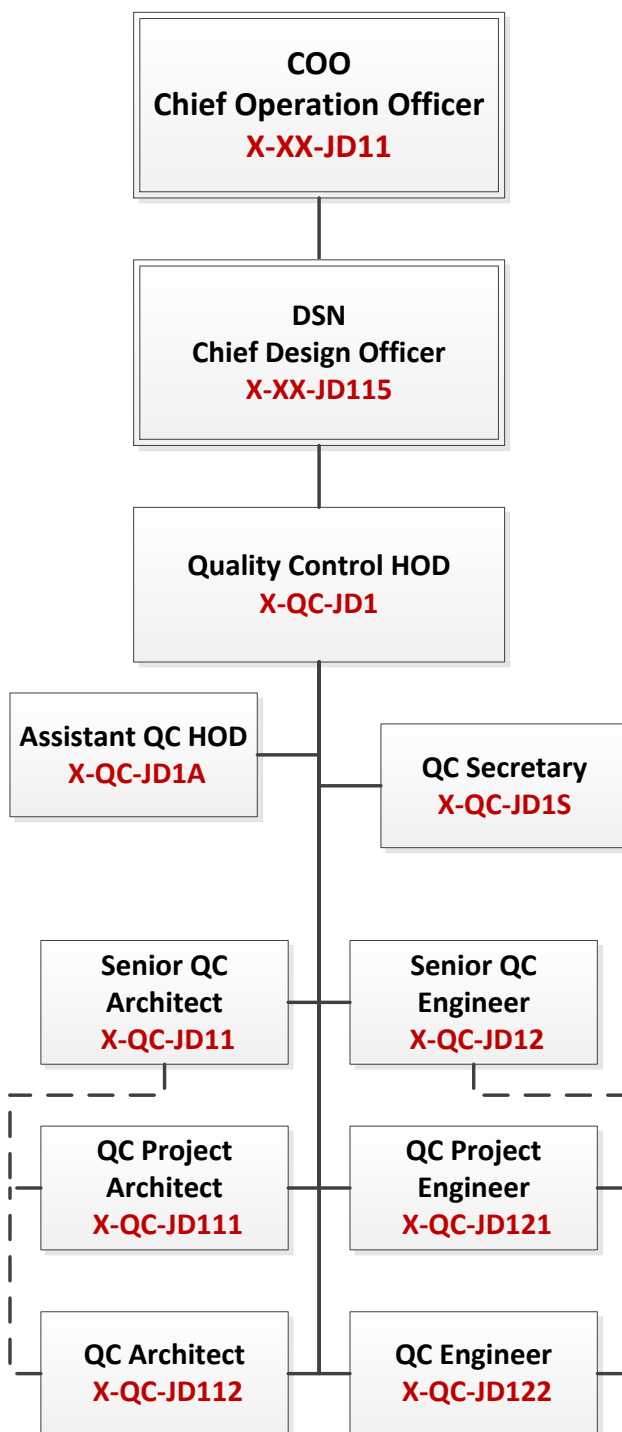 COO
Chief Operation Officer
X-XX-JD11
DSN
Chief Design Officer
X-XX-JD115
Quality Control HOD
X-QC-JD1
Assistant QC HOD
X-QC-JD1A
QC Secretary
X-QC-JD1S
Senior QC
Architect
X-QC-JD11
Senior QC
Engineer
X-QC-JD12
QC Project
Architect
X-QC-JD111
QC Project
Engineer
X-QC-JD121
QC Architect
X-QC-JD112
QC Engineer
X-QC-JD122